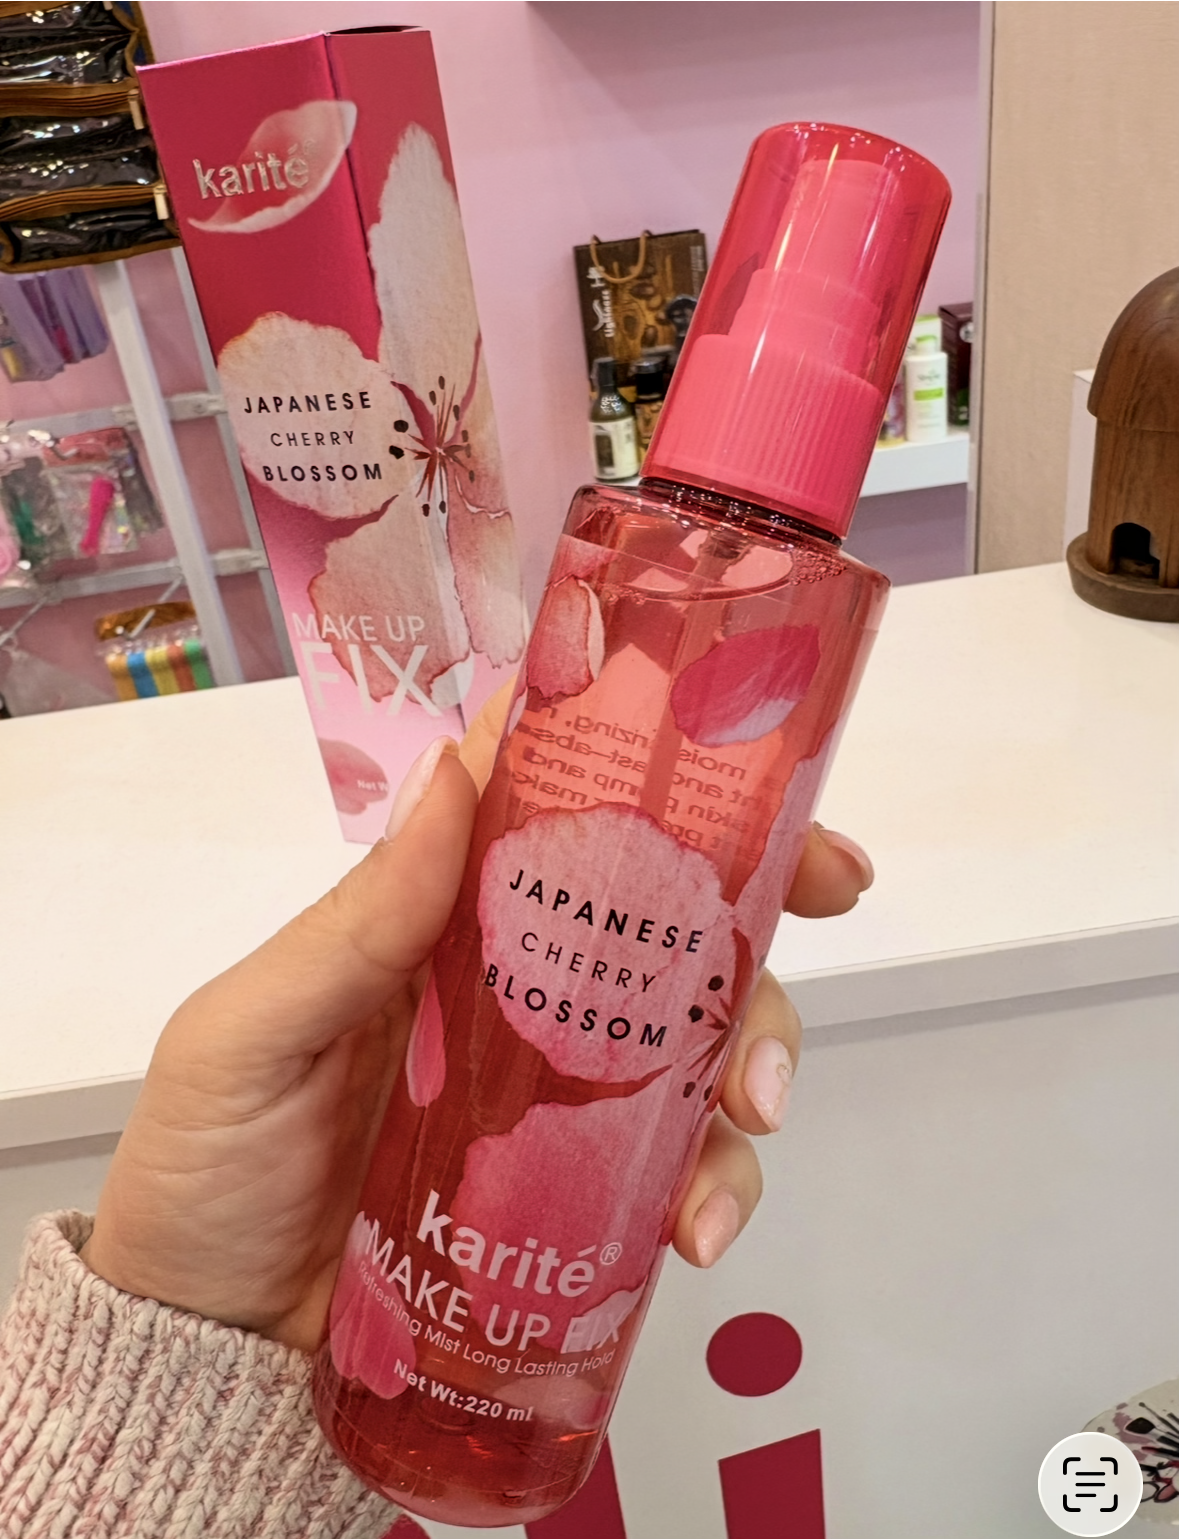 karité
JAPANESE
CHERRY
BLOSSOM
MAKE UP
FIX
Net W
JAPANESE
CHERRY
BLOSSOM
karité®
MAKE UP FIX
Refreshing Mist Long Lasting Hold
Net Wt:220 ml